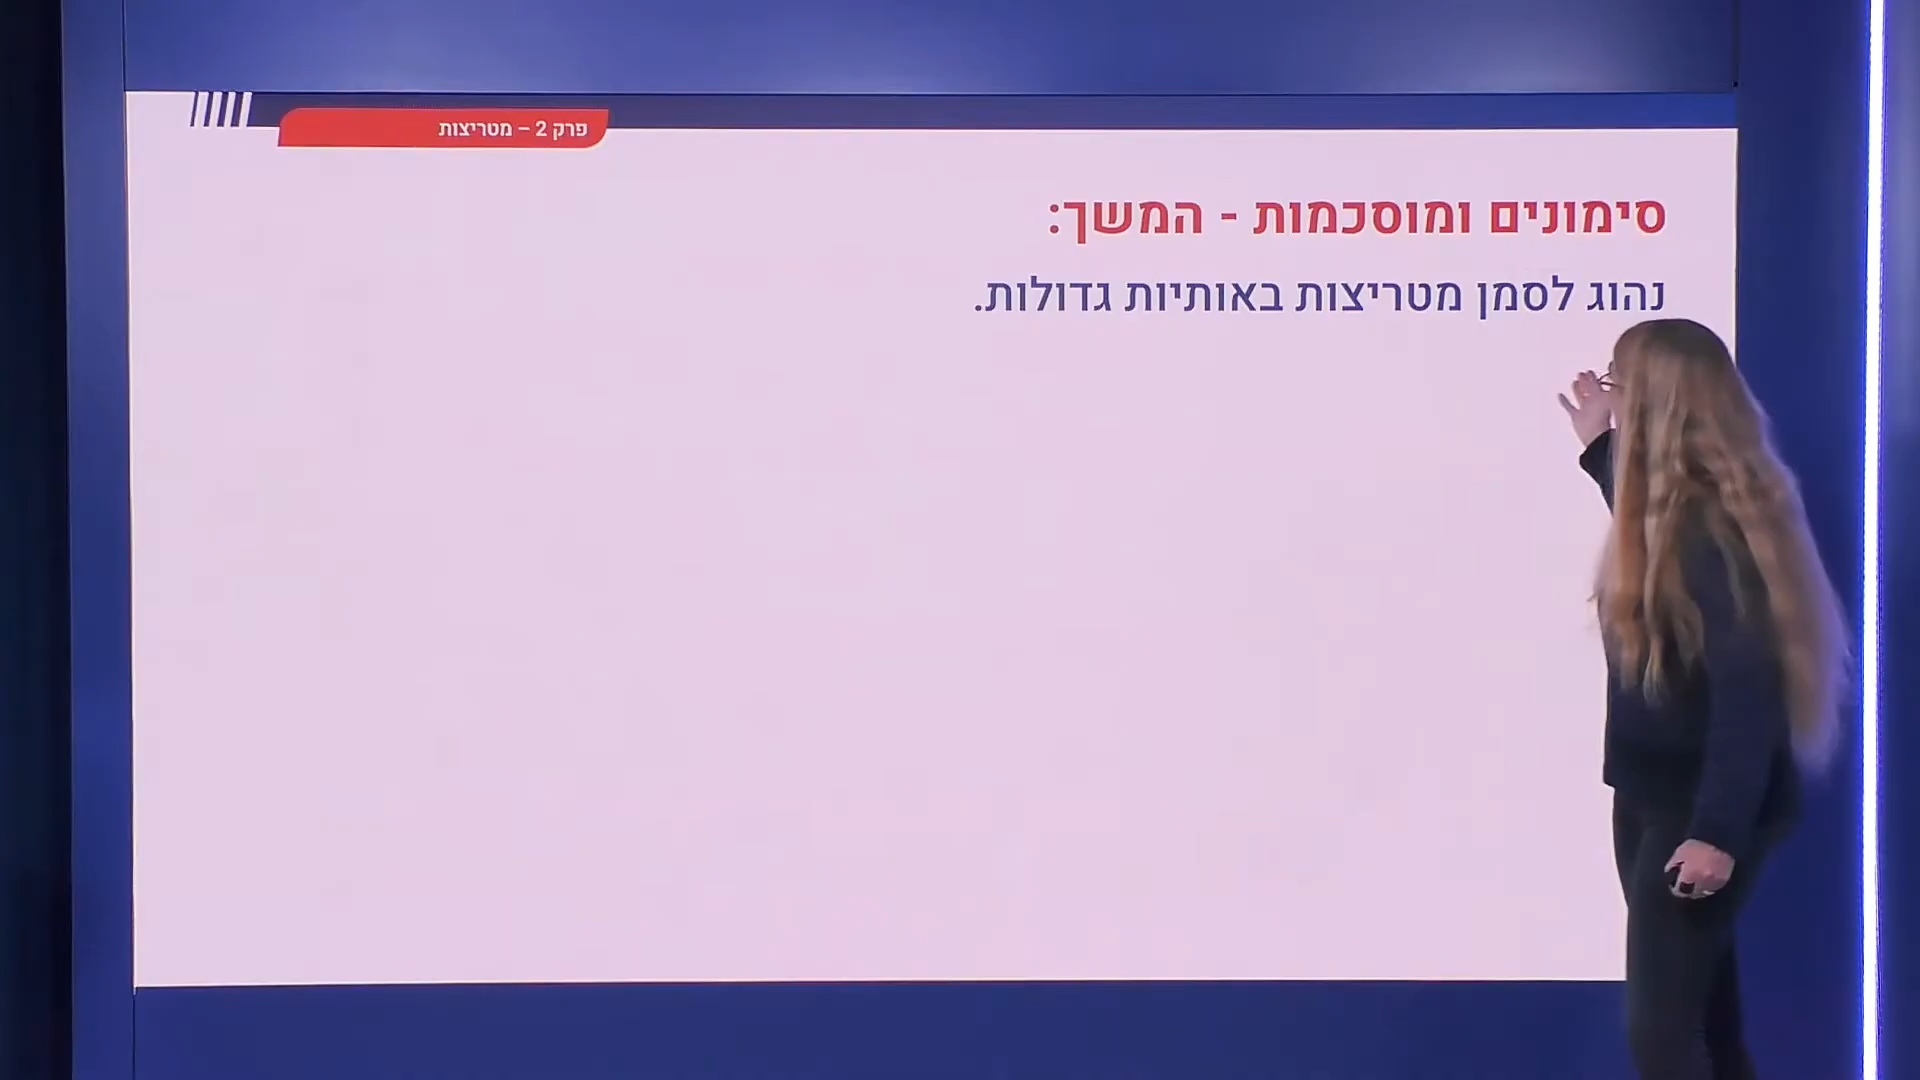 פרק 2 – מטריצות
סימונים ומוסכמות - המשך:
נהוג לסמן מטריצות באותיות גדולות.